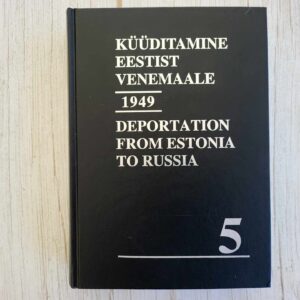 KÜÜDITAMINE
EESTIST
VENEMAALE
1949
DEPORTATION
FROM ESTONIA
TO RUSSIA
5